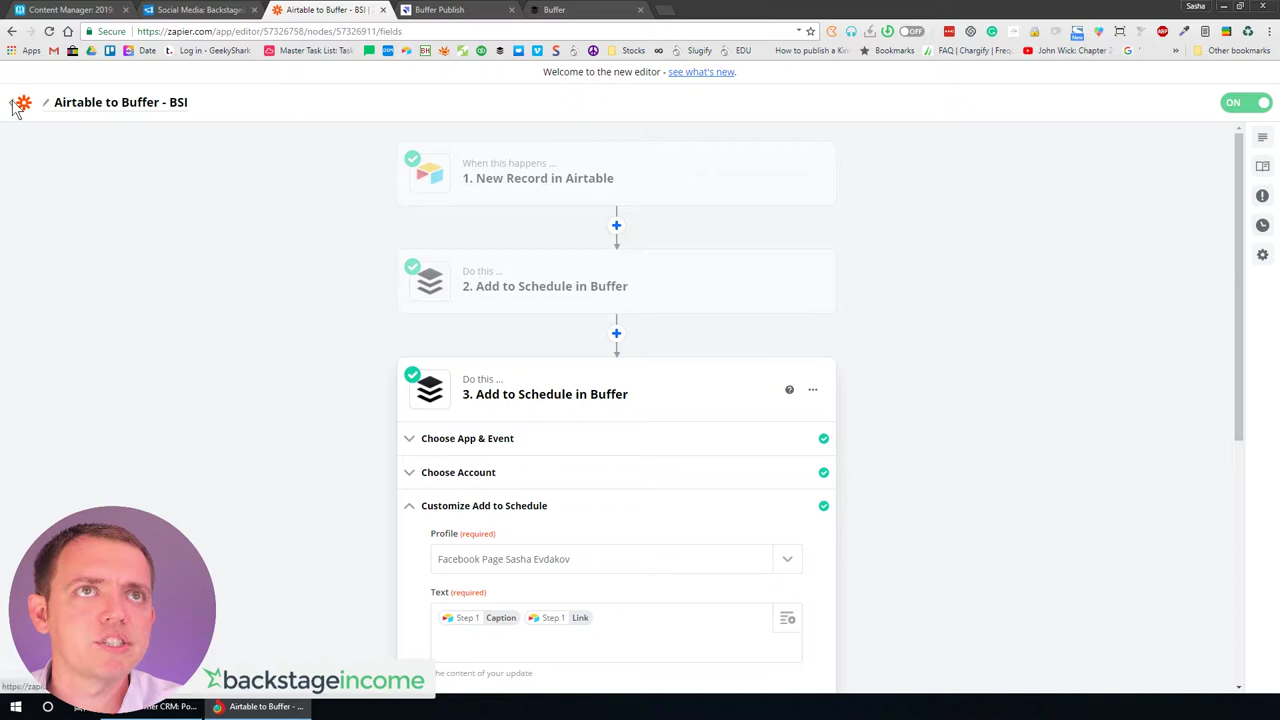 Content Manager: 2019
Social Media: Backstage
Airtable to Buffer - BSI |
Buffer Publish
Buffer
Sasha
Secure
https://zapier.com/app/editor/57326758/nodes/57326911/fields
OFF
Apps
Date
Log in - GeekyShark
Master Task List: Task
Stocks
Slugify
EDU
How to publish a Kin
Bookmarks
FAQ | Chargify | Freq
John Wick: Chapter 2
Other bookmarks
Welcome to the new editor - see what's new.
Airtable to Buffer - BSI
ON
When this happens ...
1. New Record in Airtable
Do this ...
2. Add to Schedule in Buffer
Do this ...
3. Add to Schedule in Buffer
Choose App & Event
Choose Account
Customize Add to Schedule
Profile (required)
Facebook Page Sasha Evdakov
Text (required)
Step 1 Caption Step 1 Link
The content of your update
backstageincome
https://zapi
Airtable to Buffer - ...